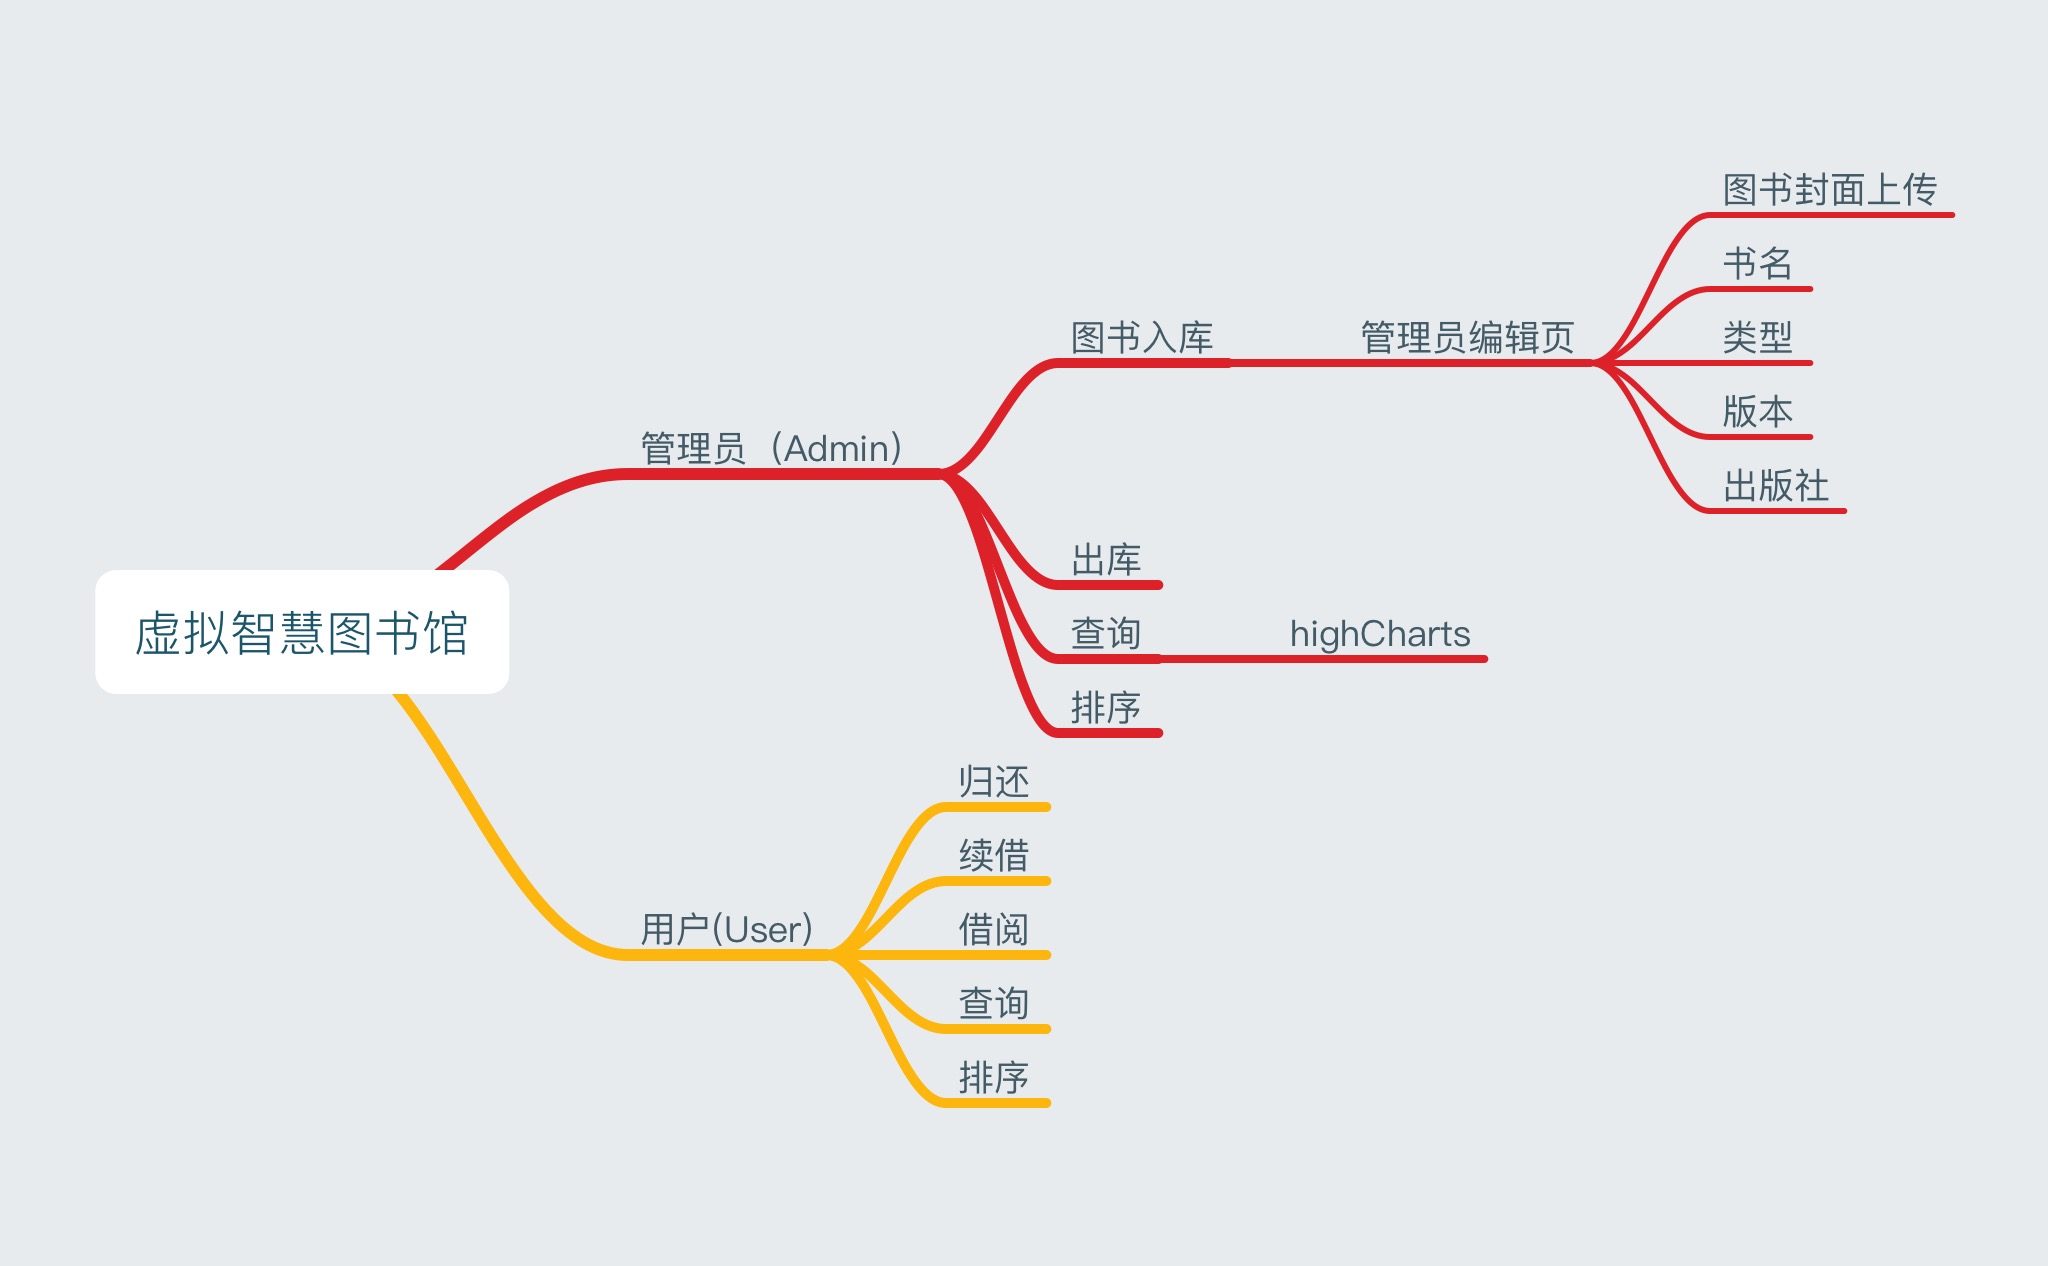 虚拟智慧图书馆
管理员（Admin）
图书入库
管理员编辑页
图书封面上传
书名
类型
版本
出版社
出库
查询
highCharts
排序
用户(User)
归还
续借
借阅
查询
排序